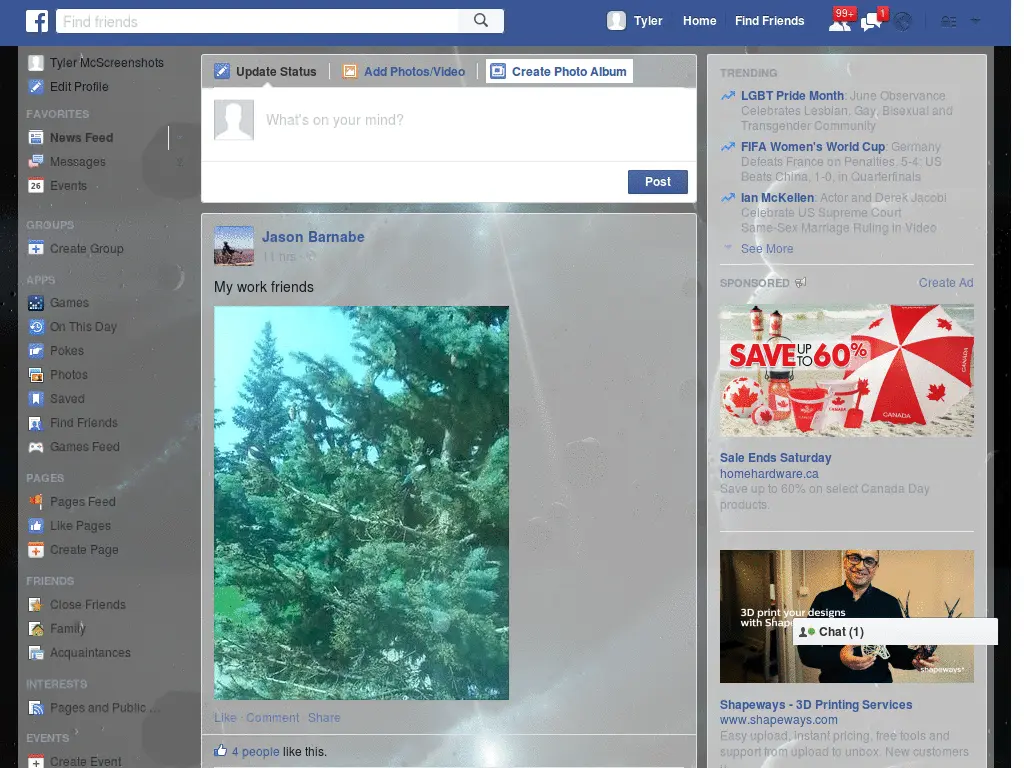 Find friends
Tyler
Home
Find Friends
99+
1
Tyler McScreenshots
Edit Profile
FAVORITES
News Feed
Messages
2
26
Events
GROUPS
Create Group
APPS
Games
On This Day
Pokes
Photos
Saved
Find Friends
Games Feed
PAGES
Pages Feed
Like Pages
Create Page
FRIENDS
Close Friends
Family
Acquaintances
INTERESTS
Pages and Public ...
EVENTS
Create Event
Update Status
Add Photos/Video
Create Photo Album
What's on your mind?
Post
Jason Barnabe
11 hrs ·
My work friends
Like · Comment · Share
4 people like this.
TRENDING
LGBT Pride Month: June Observance
Celebrates Lesbian, Gay, Bisexual and
Transgender Community
FIFA Women's World Cup: Germany
Defeats France on Penalties, 5-4; US
Beats China, 1-0, in Quarterfinals
Ian McKellen: Actor and Derek Jacobi
Celebrate US Supreme Court
Same-Sex Marriage Ruling in Video
See More
SPONSORED
Create Ad
SAVE UP TO 60%
CANADA
CANADA
CANADA
Sale Ends Saturday
homehardware.ca
Save up to 60% on select Canada Day
products.
3D print your designs
with Shap
Chat (1)
shapeways*
Shapeways - 3D Printing Services
www.shapeways.com
Easy upload, instant pricing, free tools and
support from upload to unbox. New customers